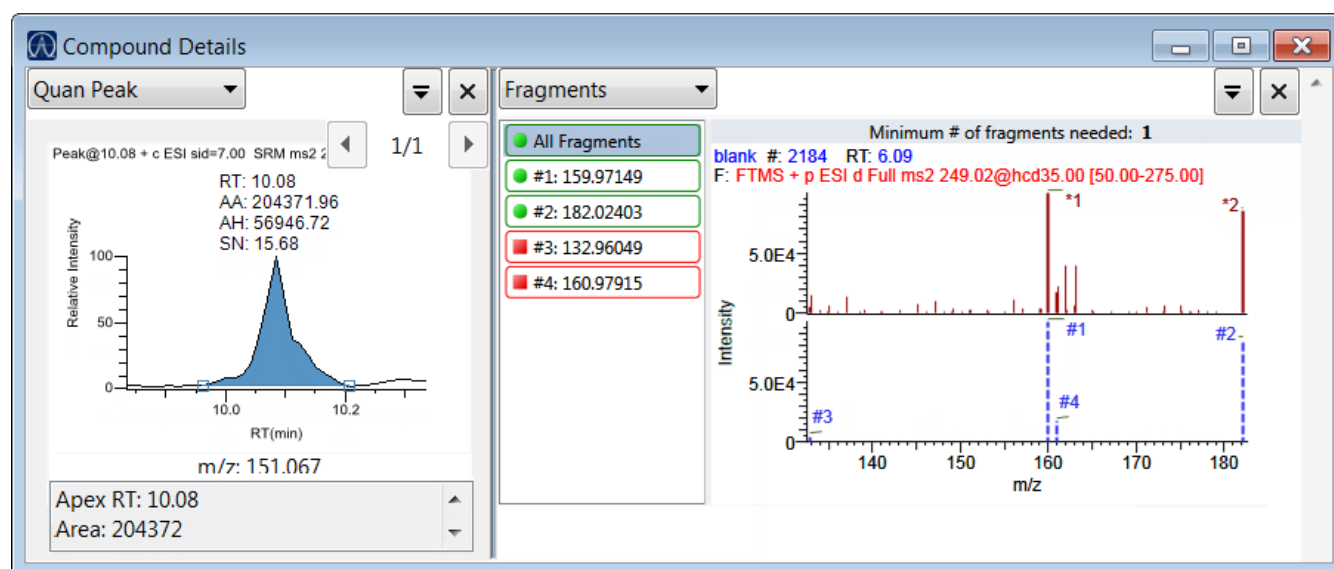 Compound Details
Quan Peak
1/1
Peak@10.08 + c ESI sid=7.00 SRM ms2
RT: 10.08
AA: 204371.96
AH: 56946.72
SN: 15.68
Relative Intensity
100
50
0
10.0
10.2
RT(min)
m/z: 151.067
Apex RT: 10.08
Area: 204372
Fragments
All Fragments
#1: 159.97149
#2: 182.02403
#3: 132.96049
#4: 160.97915
Minimum # of fragments needed: 1
blank #: 2184 RT: 6.09
F: FTMS + p ESI d Full ms2 249.02@hcd35.00 [50.00-275.00]
*1
*2
5.0E4
0
Intensity
#1
#2
5.0E4
#4
#3
0
140
150
160
170
180
m/z